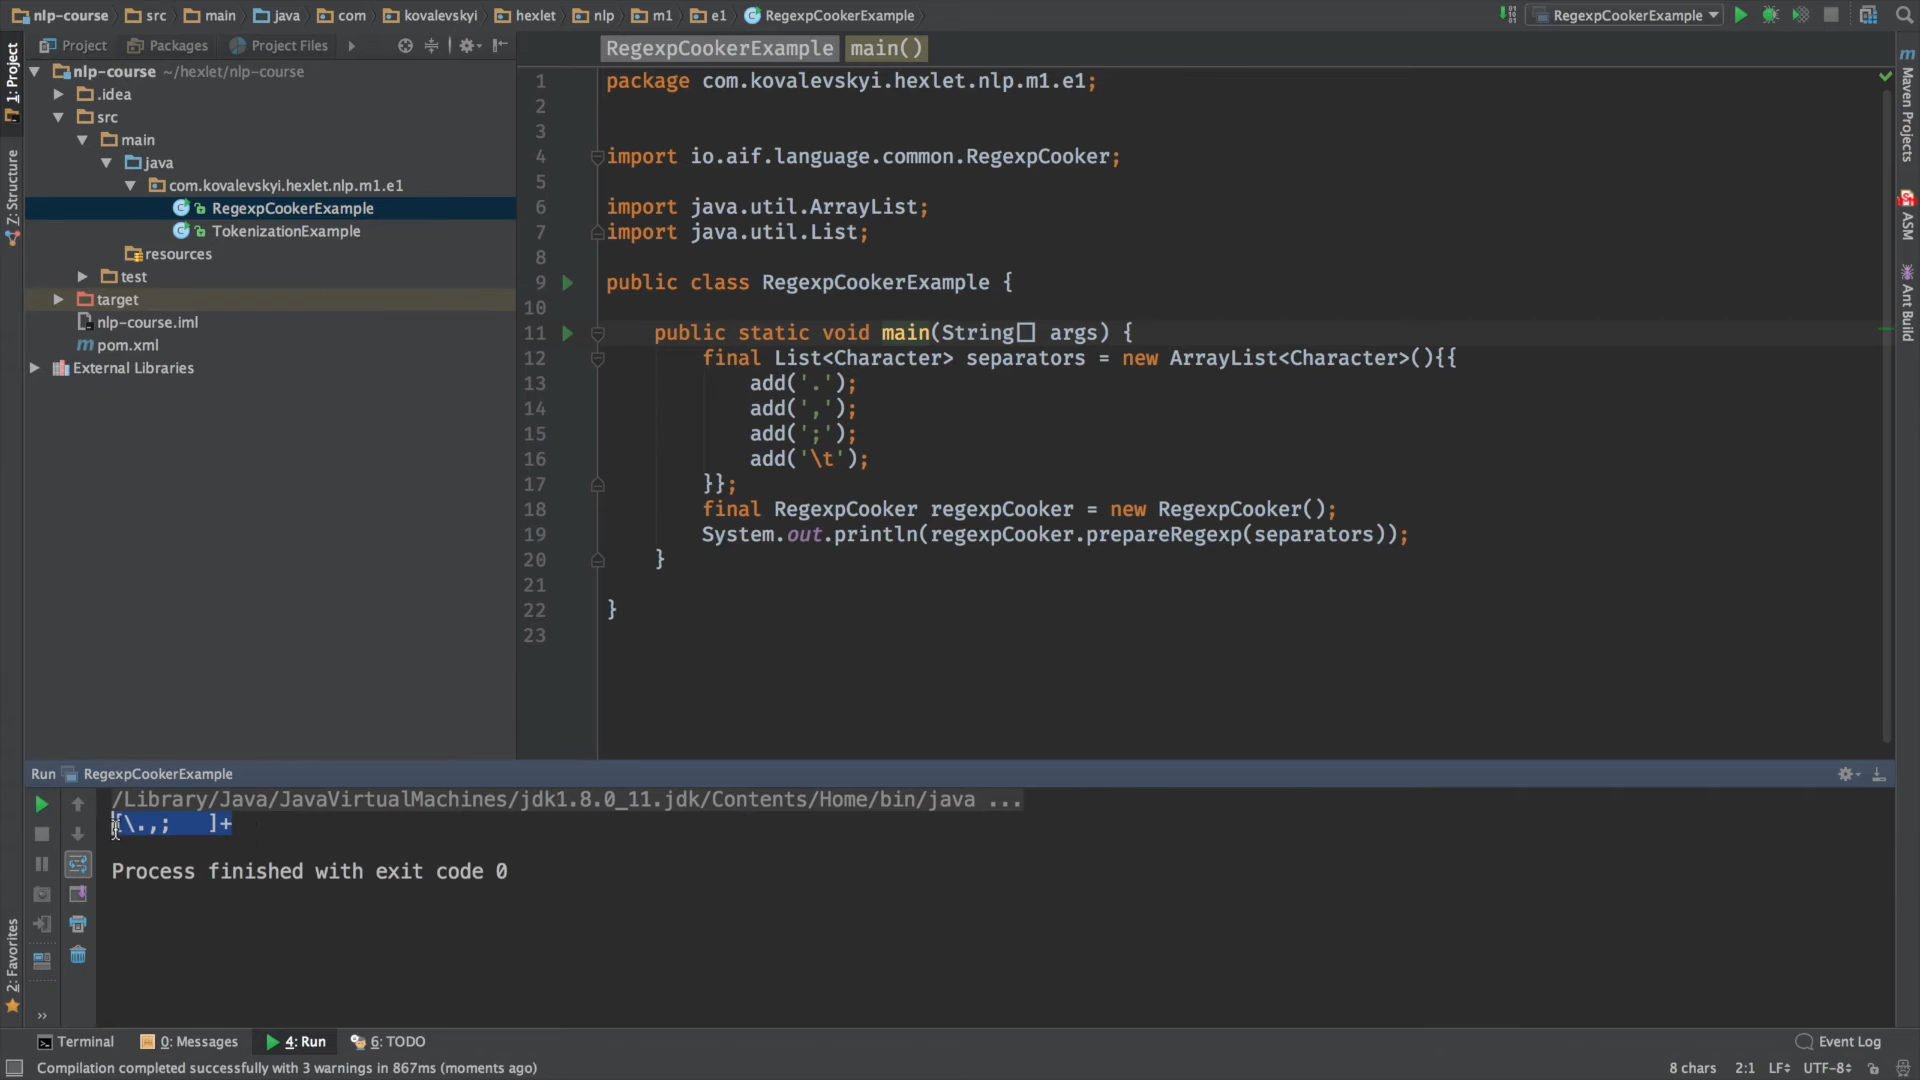 nlp-course src main java com kovalevskyi hexlet nlp m1 e1 RegexpCookerExample
RegexpCookerExample
Project Packages Project Files
RegexpCookerExample main()
nlp-course ~/hexlet/nlp-course
.idea
src
main
java
com.kovalevskyi.hexlet.nlp.m1.e1
RegexpCookerExample
TokenizationExample
resources
test
target
nlp-course.iml
pom.xml
External Libraries
1: Project
Z: Structure
2: Favorites
1 package com.kovalevskyi.hexlet.nlp.m1.e1;
2
3
4 import io.aif.language.common.RegexpCooker;
5
6 import java.util.ArrayList;
7 import java.util.List;
8
9 public class RegexpCookerExample {
10
11 public static void main(String[] args) {
12 final List<Character> separators = new ArrayList<Character>(){{
13 add('.');
14 add(',');
15 add(';');
16 add('\t');
17 }};
18 final RegexpCooker regexpCooker = new RegexpCooker();
19 System.out.println(regexpCooker.prepareRegexp(separators));
20 }
21
22 }
23
Maven Projects
ASM
Ant Build
Run RegexpCookerExample
/Library/Java/JavaVirtualMachines/jdk1.8.0_11.jdk/Contents/Home/bin/java ...
[\.,;	]+
Process finished with exit code 0
Terminal 0: Messages 4: Run 6: TODO Event Log
Compilation completed successfully with 3 warnings in 867ms (moments ago) 8 chars 2:1 LF UTF-8